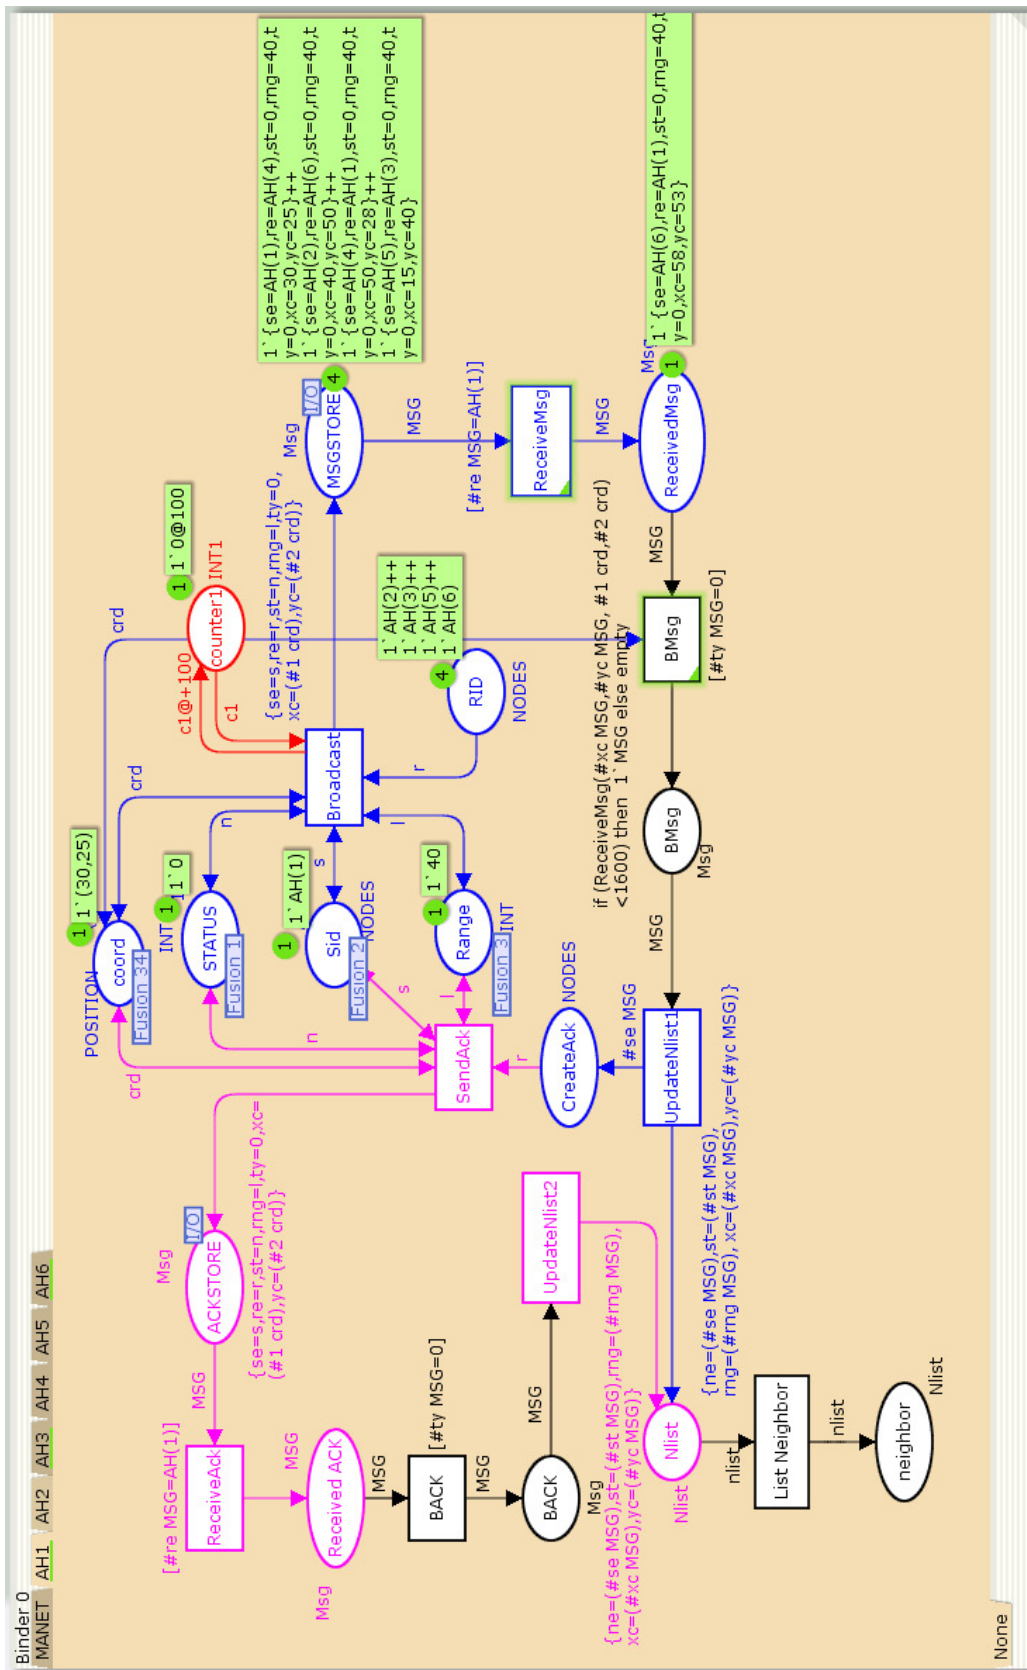 Binder 0
MANET
AH1
AH2
AH3
AH4
AH5
AH6
POSITION
coord
Fusion 34
1
1`(30,25)
crd
crd
crd
INT
STATUS
Fusion 1
1
1`0
n
n
Sid
Fusion 2
NODES
1
1`AH(1)
s
s
Range
Fusion 3
INT
1
1`40
l
l
counter1
INT1
1
1`0@100
c1@+100
c1
Broadcast
{se=s,re=r,st=n,rng=l,ty=0,
xc=(#1 crd),yc=(#2 crd)}
RID
NODES
4
1`AH(2)++
1`AH(3)++
1`AH(5)++
1`AH(6)
r
Msg
MSGSTORE
I/O
4
1`{se=AH(1),re=AH(4),st=0,rng=40,t
y=0,xc=30,yc=25}++
1`{se=AH(2),re=AH(6),st=0,rng=40,t
y=0,xc=40,yc=50}++
1`{se=AH(4),re=AH(1),st=0,rng=40,t
y=0,xc=50,yc=28}++
1`{se=AH(5),re=AH(3),st=0,rng=40,t
y=0,xc=15,yc=40}
MSG
[#re MSG=AH(1)]
ReceiveMsg
MSG
Msg
ReceivedMsg
1
1`{se=AH(6),re=AH(1),st=0,rng=40,t
y=0,xc=58,yc=53}
MSG
BMsg
[#ty MSG=0]
if (ReceiveMsg(#xc MSG,#yc MSG, #1 crd,#2 crd)
<1600) then 1`MSG else empty
BMsg
Msg
MSG
UpdateNlist1
#se MSG
CreateAck
NODES
r
SendAck
{ne=(#se MSG),st=(#st MSG),
rng=(#rng MSG), xc=(#xc MSG),yc=(#yc MSG)}
Msg
ACKSTORE
I/O
{se=s,re=r,st=n,rng=l,ty=0,xc=
(#1 crd),yc=(#2 crd)}
MSG
[#re MSG=AH(1)]
ReceiveAck
MSG
Received ACK
Msg
MSG
BACK
[#ty MSG=0]
MSG
BACK
Msg
MSG
UpdateNlist2
{ne=(#se MSG),st=(#st MSG),rng=(#rng MSG),
xc=(#xc MSG),yc=(#yc MSG)}
Nlist
Nlist
nlist
List Neighbor
nlist
neighbor
Nlist
None